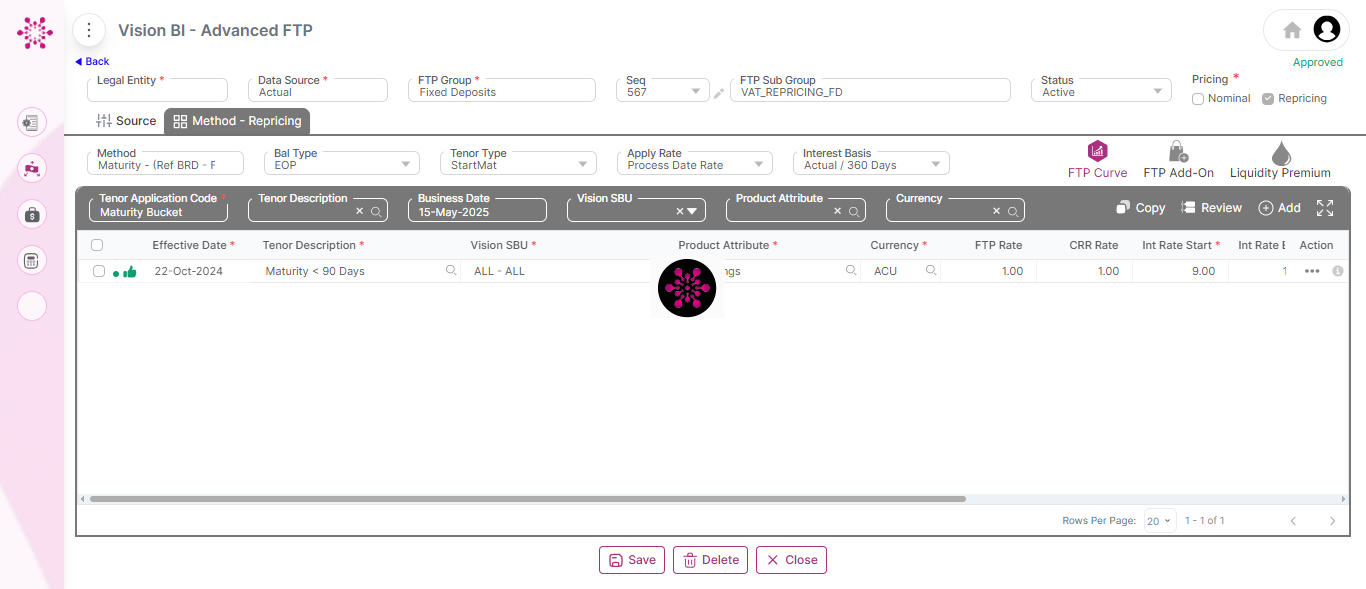 Vision BI - Advanced FTP
Back
Approved
Legal Entity * Data Source * FTP Group * Seq FTP Sub Group Status Pricing *
Actual Fixed Deposits 567 VAT_REPRICING_FD Active Nominal Repricing
Source Method - Repricing
Method Bal Type Tenor Type Apply Rate Interest Basis
Maturity - (Ref BRD - F EOP StartMat Process Date Rate Actual / 360 Days
FTP Curve FTP Add-On Liquidity Premium
Tenor Application Code * Tenor Description Business Date Vision SBU Product Attribute Currency
Maturity Bucket 15-May-2025 Copy Review Add
Effective Date * Tenor Description * Vision SBU * Product Attribute * Currency * FTP Rate CRR Rate Int Rate Start * Int Rate E Action
22-Oct-2024 Maturity < 90 Days ALL - ALL ngs ACU 1.00 1.00 9.00 1
Rows Per Page: 20 1 - 1 of 1
Save Delete Close